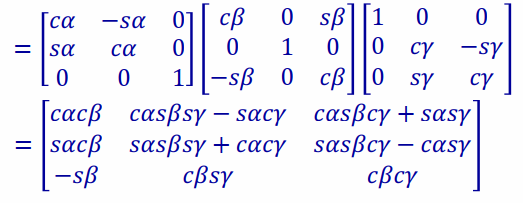 = [cα −sα 0] [cβ 0 sβ] [1 0 0]
[sα cα 0] [0 1 0] [0 cγ −sγ]
[0 0 1] [−sβ 0 cβ] [0 sγ cγ]
= [cαcβ cαsβsγ − sαcγ cαsβcγ + sαsγ]
[sαcβ sαsβsγ + cαcγ sαsβcγ − cαsγ]
[−sβ cβsγ cβcγ]